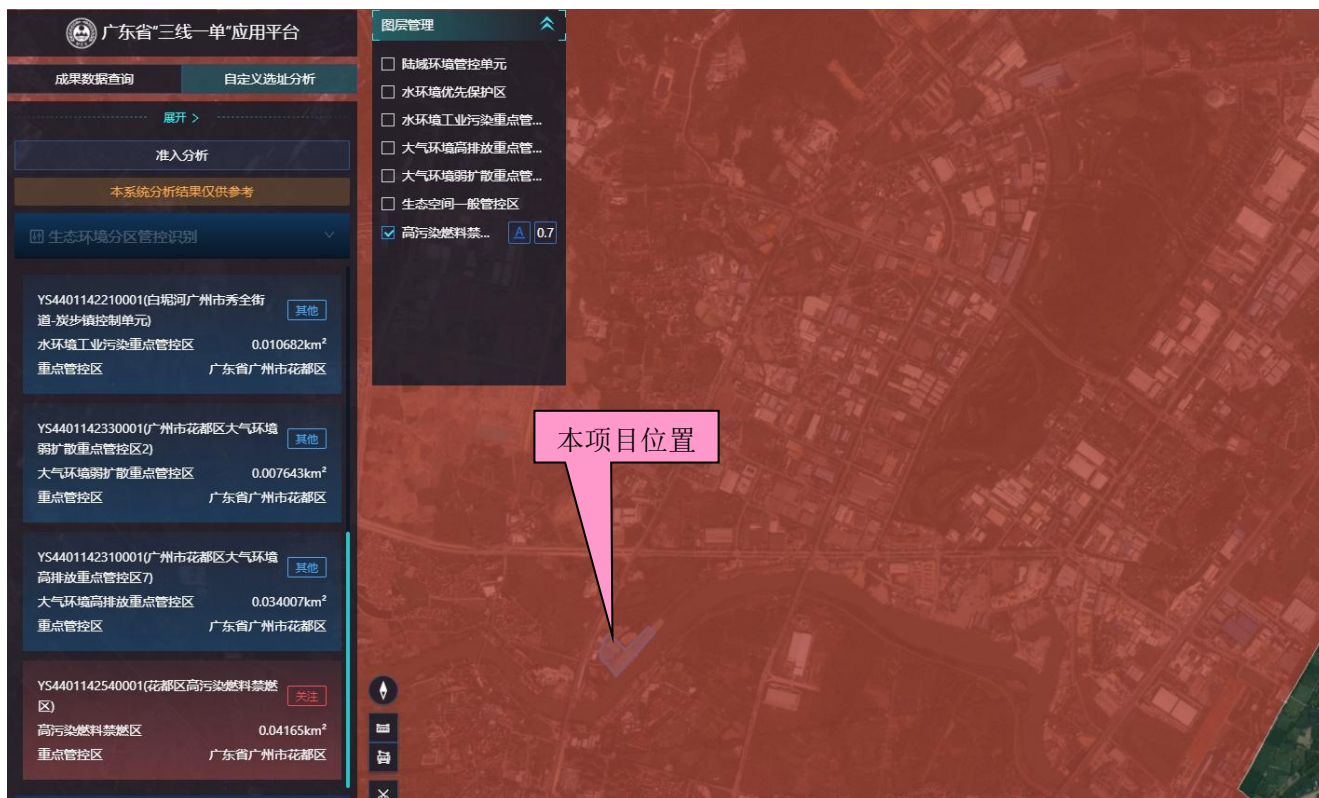 广东省“三线一单”应用平台
成果数据查询
自定义选址分析
展开 >
准入分析
本系统分析结果仅供参考
生态环境分区管控识别
YS4401142210001(白坭河广州市秀全街
道-炭步镇控制单元)
其他
水环境工业污染重点管控区 0.010682km²
重点管控区 广东省广州市花都区
YS4401142330001(广州市花都区大气环境
弱扩散重点管控区2)
其他
大气环境弱扩散重点管控区 0.007643km²
重点管控区 广东省广州市花都区
YS4401142310001(广州市花都区大气环境
高排放重点管控区7)
其他
大气环境高排放重点管控区 0.034007km²
重点管控区 广东省广州市花都区
YS4401142540001(花都区高污染燃料禁燃
区)
关注
高污染燃料禁燃区 0.04165km²
重点管控区 广东省广州市花都区
图层管理
陆域环境管控单元
水环境优先保护区
水环境工业污染重点管...
大气环境高排放重点管...
大气环境弱扩散重点管...
生态空间一般管控区
高污染燃料禁... A 0.7
本项目位置